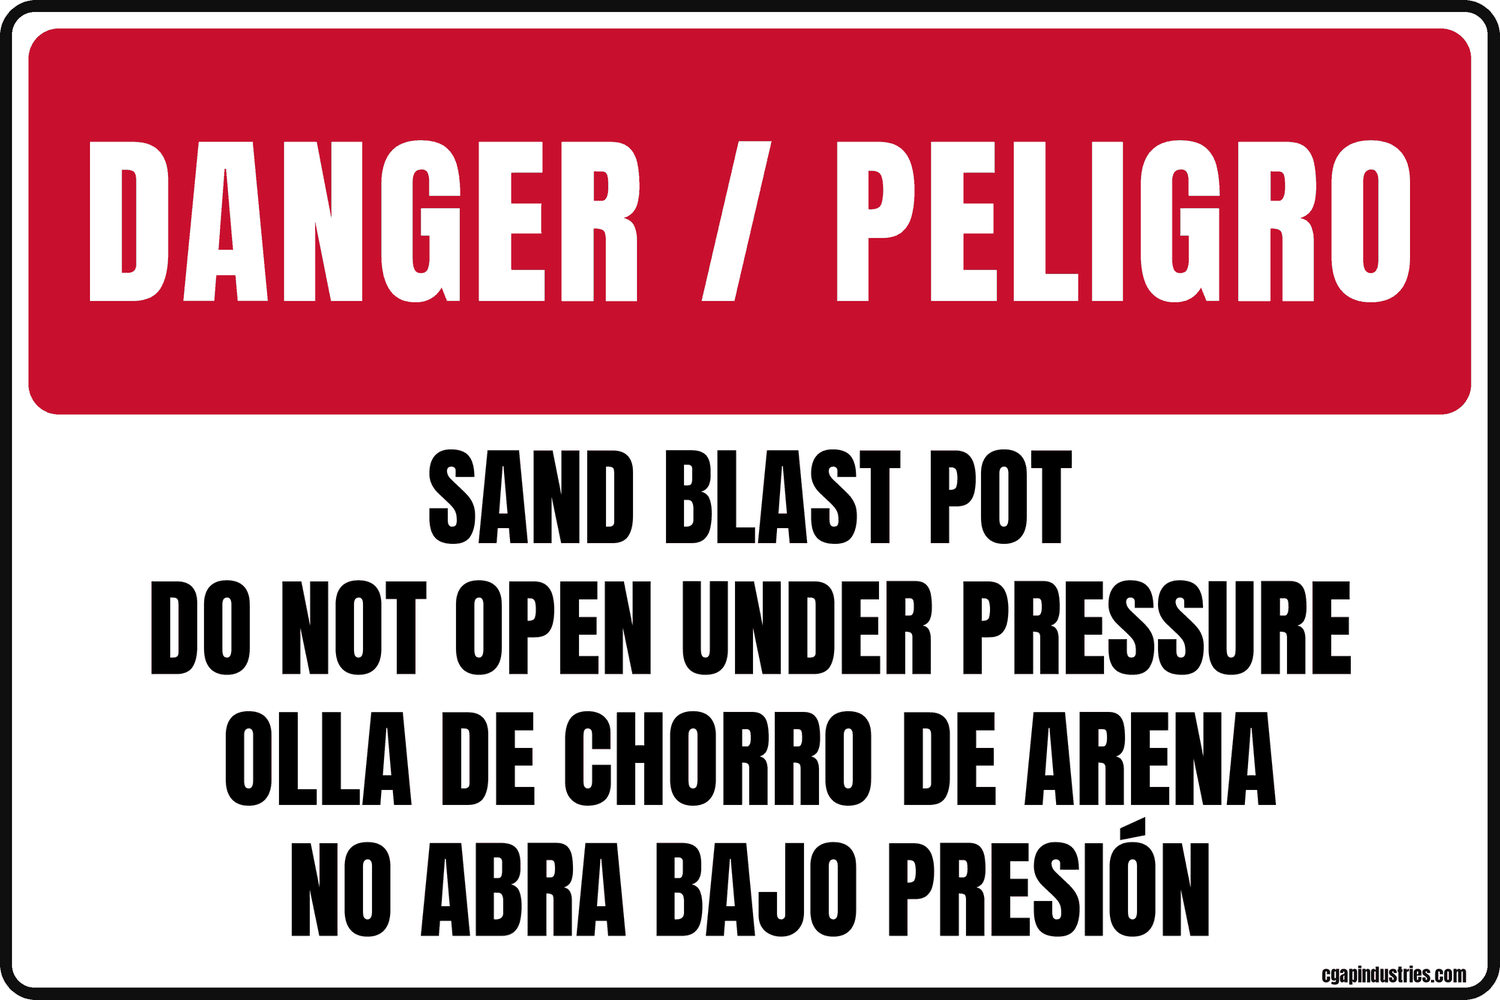 DANGER / PELIGRO
SAND BLAST POT
DO NOT OPEN UNDER PRESSURE
OLLA DE CHORRO DE ARENA
NO ABRA BAJO PRESIÓN
cgapindustries.com